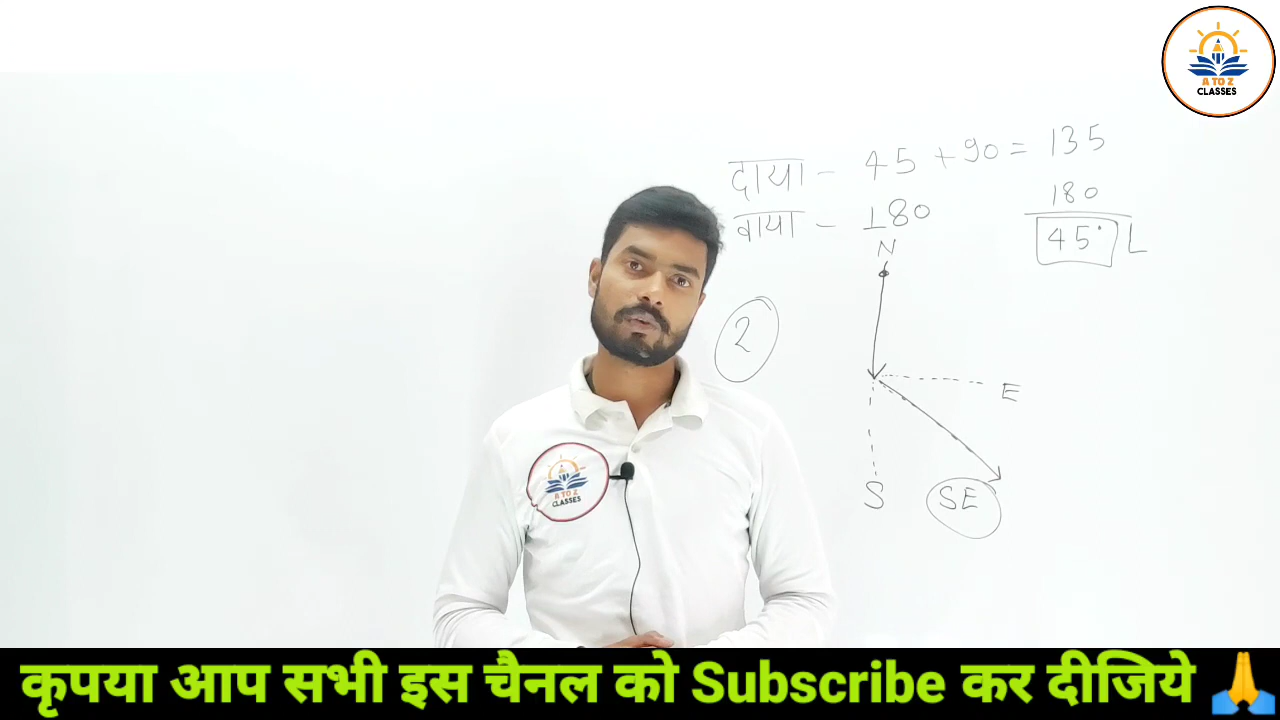 A TO Z
CLASSES
दाया - 45 + 90 = 135
180
बाया - 180
45° L
N
2
E
A TO Z
CLASSES
S
SE
कृपया आप सभी इस चैनल को Subscribe कर दीजिये 🙏